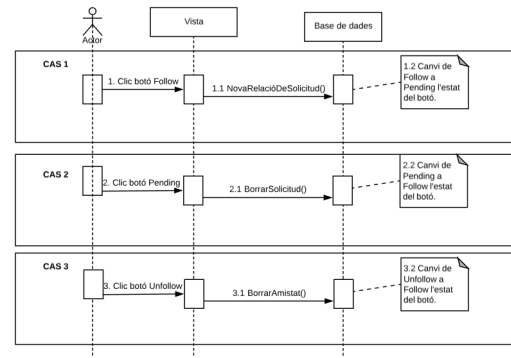 Actor
Vista
Base de dades
CAS 1
1. Clic botó Follow
1.1 NovaRelacióDeSolicitud()
1.2 Canvi de
Follow a
Pending l'estat
del botó.
CAS 2
2. Clic botó Pending
2.1 BorrarSolicitud()
2.2 Canvi de
Pending a
Follow l'estat
del botó.
CAS 3
3. Clic botó Unfollow
3.1 BorrarAmistat()
3.2 Canvi de
Unfollow a
Follow l'estat
del botó.